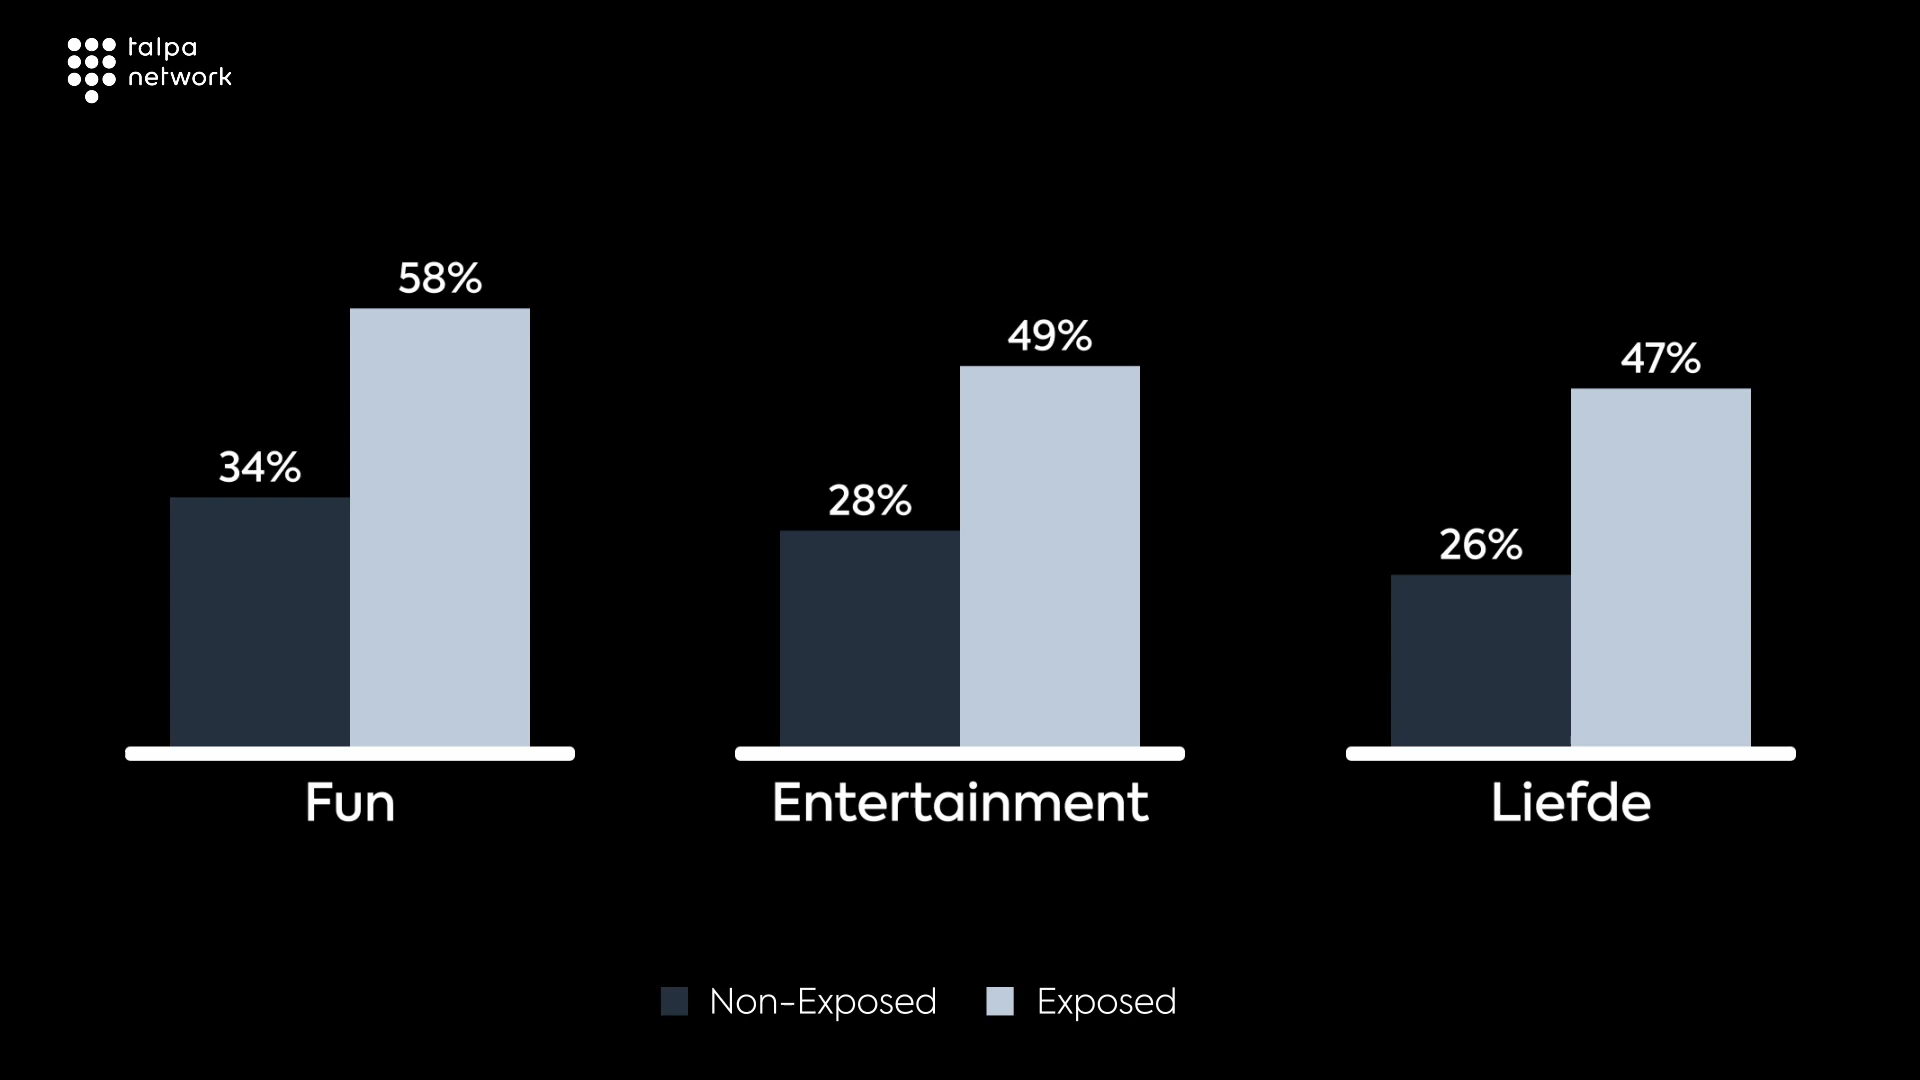 talpa
network
58%
34%
49%
28%
47%
26%
Fun
Entertainment
Liefde
Non-Exposed
Exposed